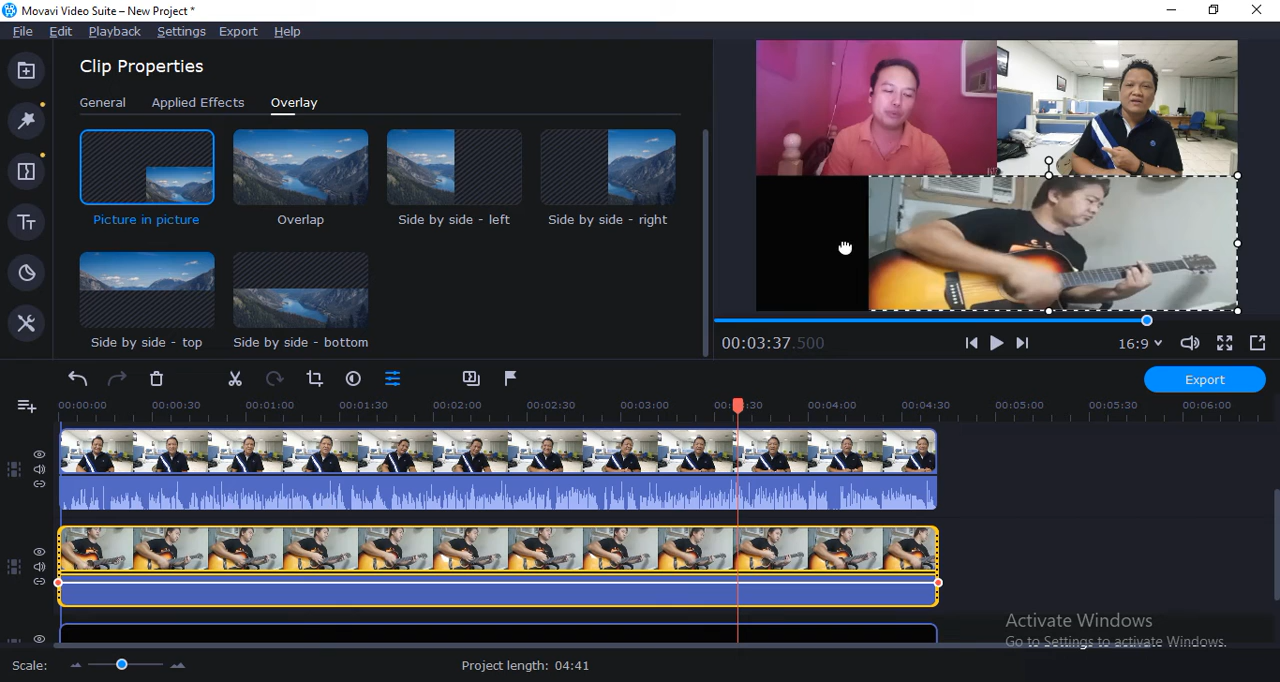 Movavi Video Suite – New Project *
File Edit Playback Settings Export Help
Clip Properties
General Applied Effects Overlay
Picture in picture Overlap Side by side - left Side by side - right
Side by side - top Side by side - bottom
00:03:37.500 16:9
Export
00:00:00 00:00:30 00:01:00 00:01:30 00:02:00 00:02:30 00:03:00 00:04:00 00:04:30 00:05:00 00:05:30 00:06:00
Activate Windows
Go to Settings to activate Windows.
Scale: Project length: 04:41